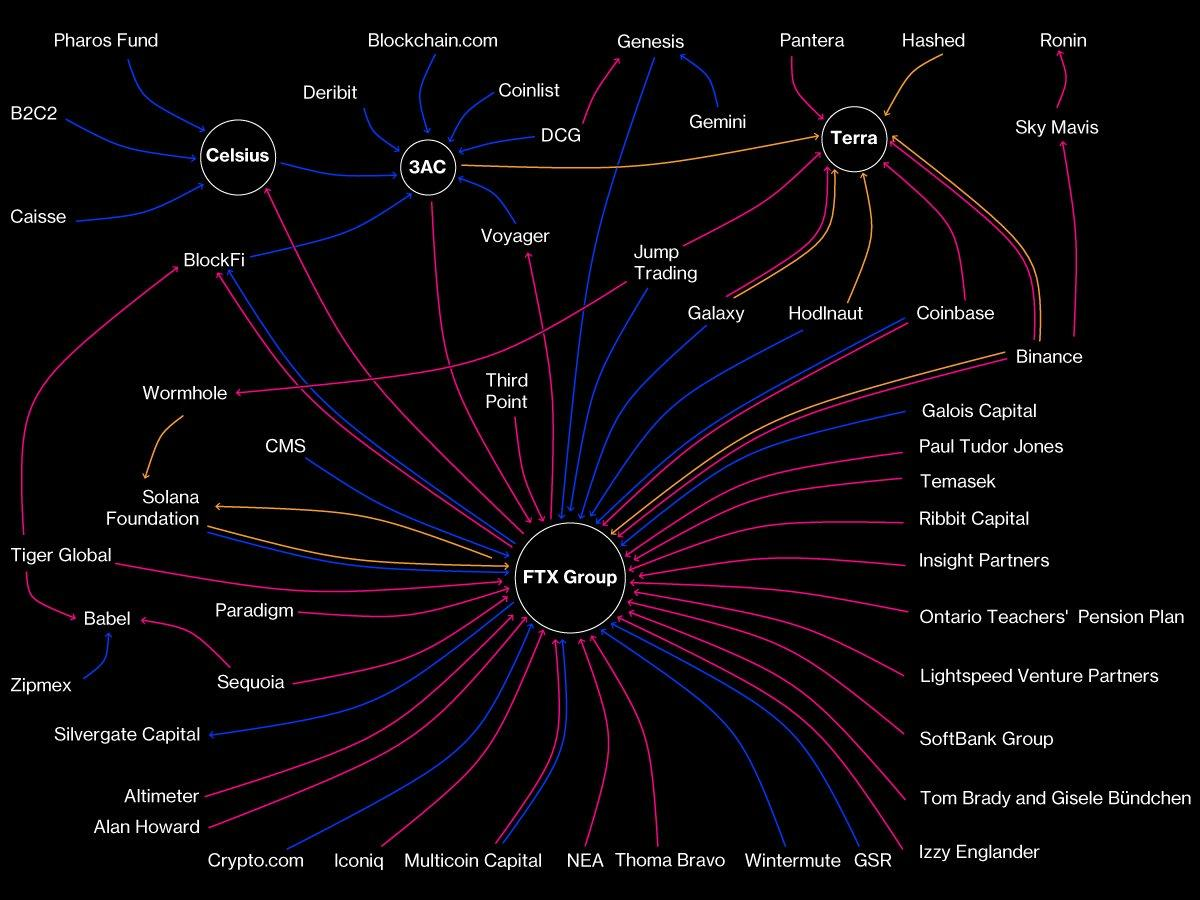 Pharos Fund
Blockchain.com
Genesis
Pantera
Hashed
Ronin
Deribit
Coinlist
B2C2
Gemini
Sky Mavis
DCG
Terra
Celsius
3AC
Caisse
Voyager
BlockFi
Jump
Trading
Galaxy
Hodlnaut
Coinbase
Binance
Third
Point
Wormhole
Galois Capital
CMS
Paul Tudor Jones
Temasek
Solana
Foundation
Ribbit Capital
Tiger Global
Insight Partners
FTX Group
Paradigm
Babel
Ontario Teachers' Pension Plan
Sequoia
Zipmex
Lightspeed Venture Partners
Silvergate Capital
SoftBank Group
Altimeter
Tom Brady and Gisele Bündchen
Alan Howard
Izzy Englander
Crypto.com
Iconiq
Multicoin Capital
NEA
Thoma Bravo
Wintermute
GSR